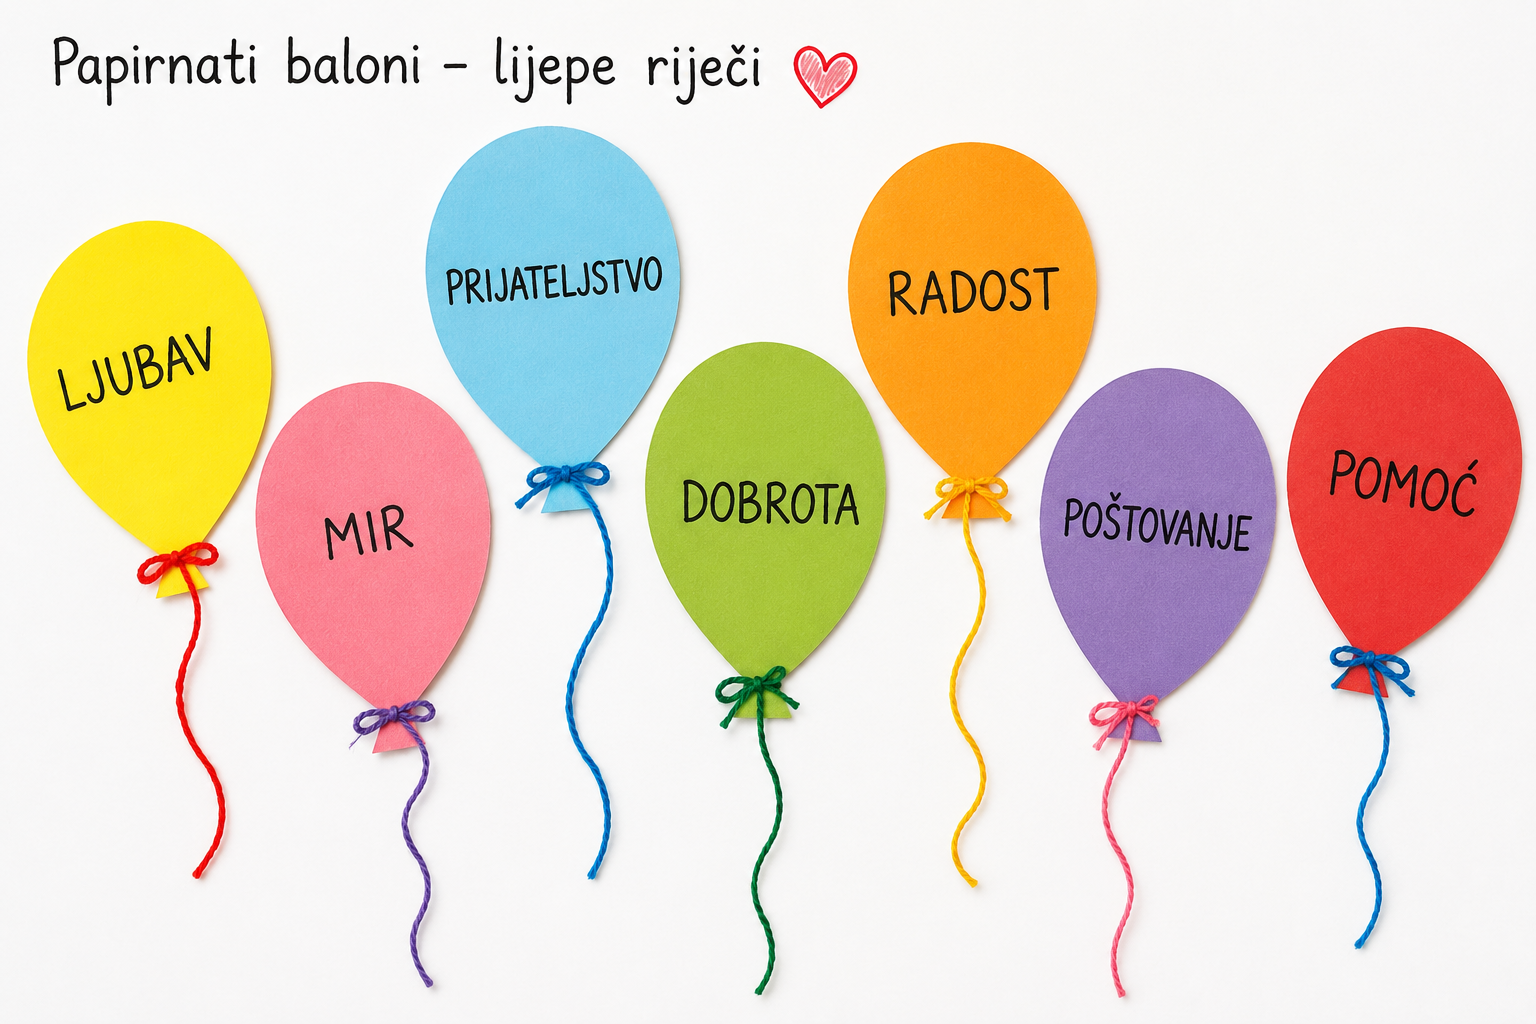 Papirnati baloni – lijepe riječi
LJUBAV
MIR
PRIJATELJSTVO
DOBROTA
RADOST
POŠTOVANJE
POMOĆ